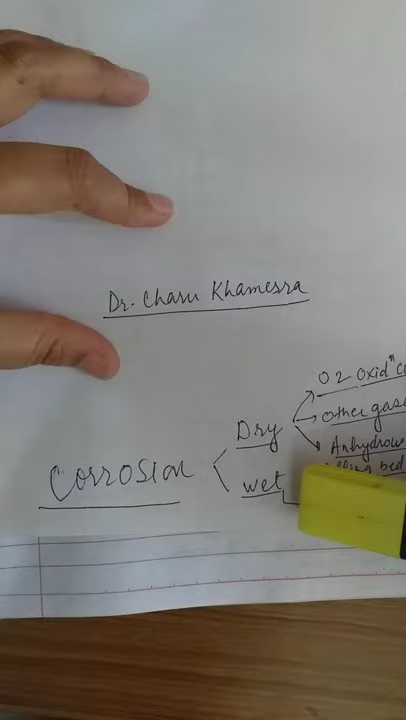 Dr. Charu Khamesra
O2 Oxidⁿ
Other gas
Dry
Anhydrous
Corrosion
wet